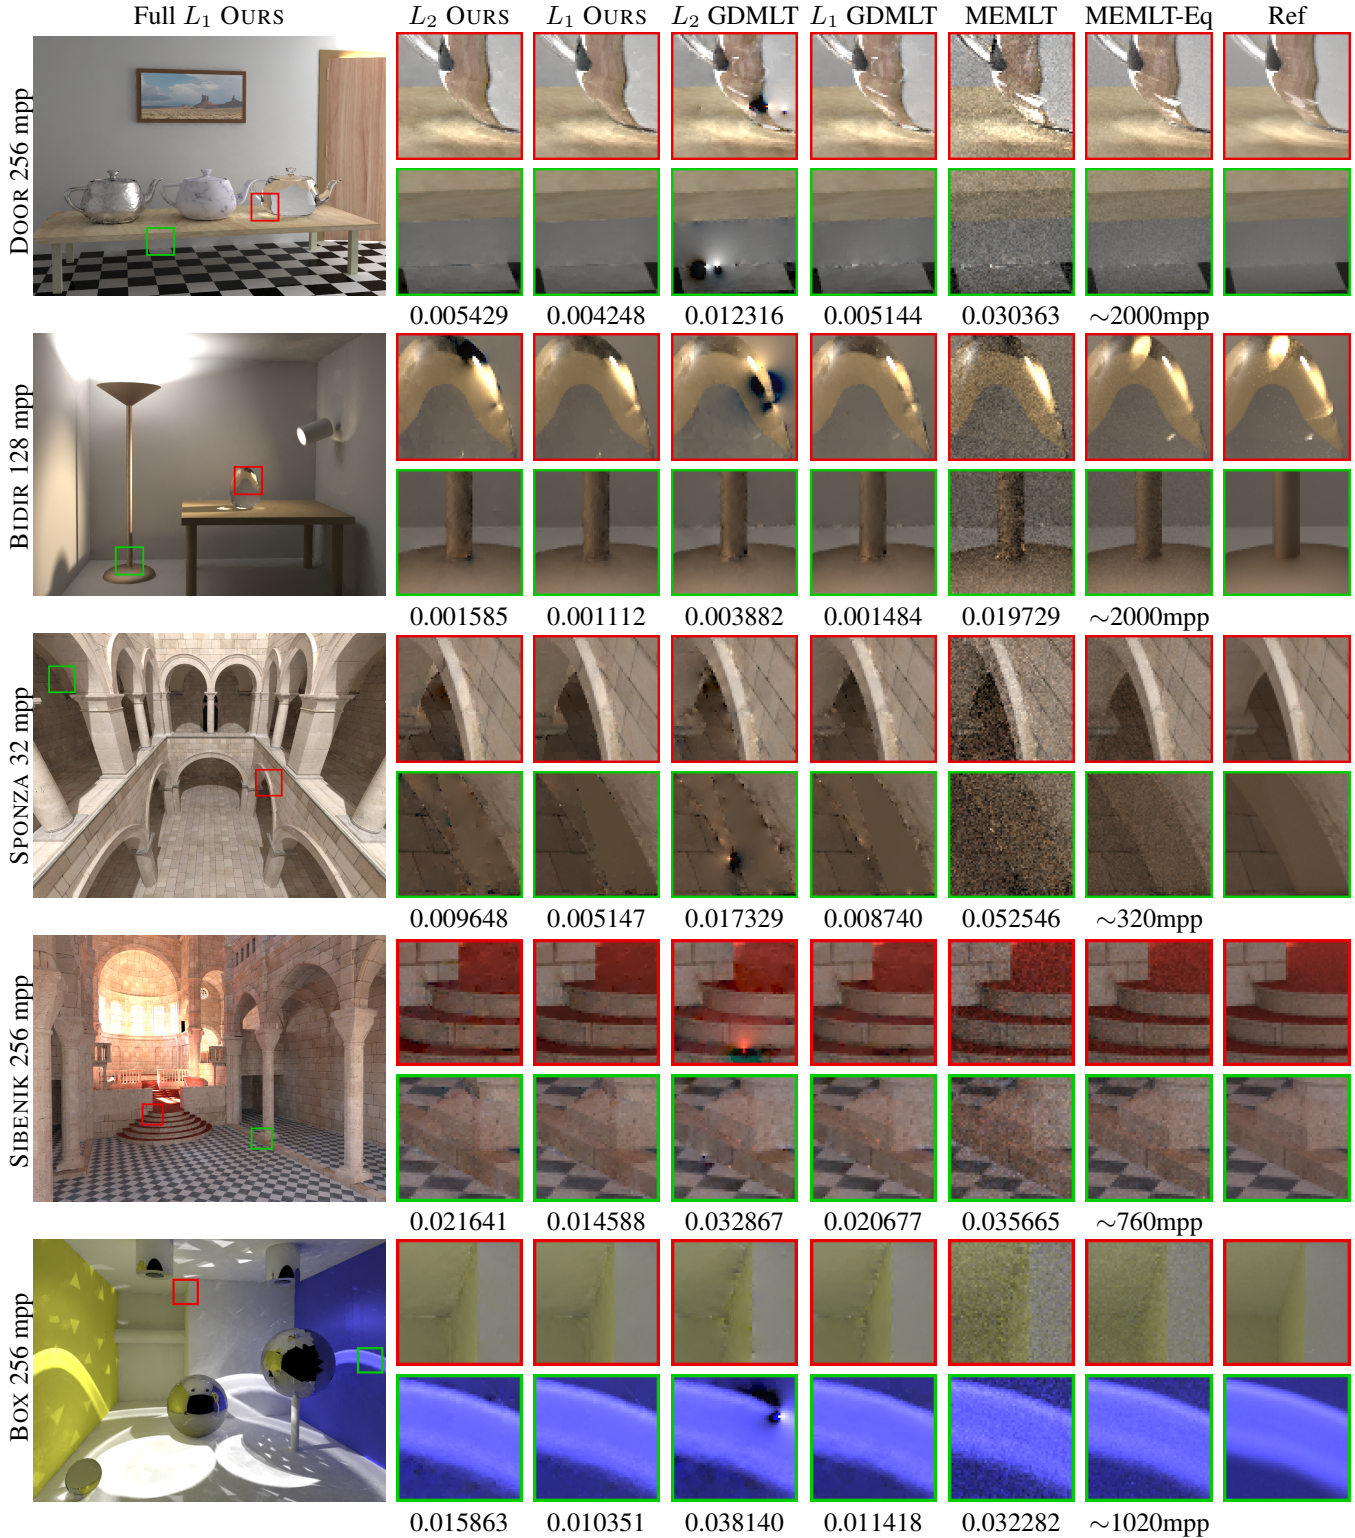 Full L₁ OURS L₂ OURS L₁ OURS L₂ GDMLT L₁ GDMLT MEMLT MEMLT-Eq Ref
DOOR 256 mpp
0.005429 0.004248 0.012316 0.005144 0.030363 ~2000mpp
BIDIR 128 mpp
0.001585 0.001112 0.003882 0.001484 0.019729 ~2000mpp
SPONZA 32 mpp
0.009648 0.005147 0.017329 0.008740 0.052546 ~320mpp
SIBENIK 256 mpp
0.021641 0.014588 0.032867 0.020677 0.035665 ~760mpp
BOX 256 mpp
0.015863 0.010351 0.038140 0.011418 0.032282 ~1020mpp